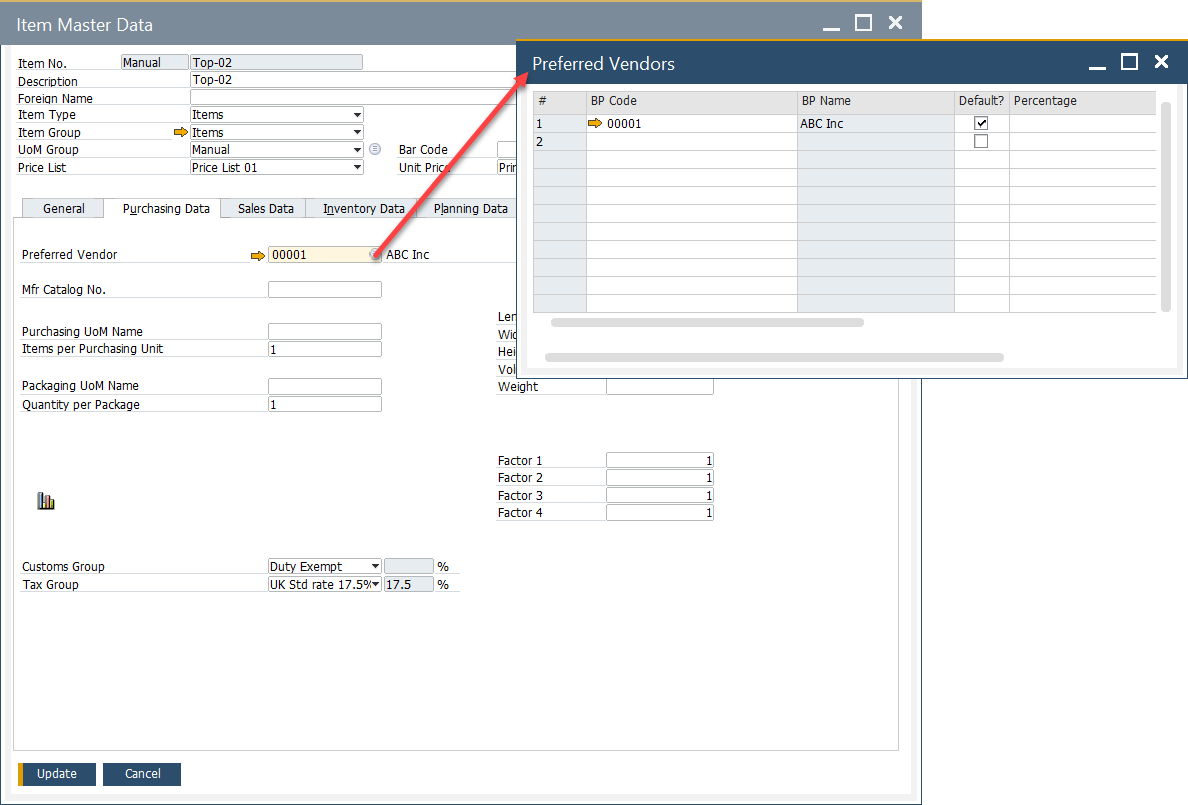 Item Master Data
Item No. Manual Top-02
Description Top-02
Foreign Name
Item Type Items
Item Group Items
UoM Group Manual Bar Code
Price List Price List 01 Unit Price
General Purchasing Data Sales Data Inventory Data Planning Data
Preferred Vendor 00001 ABC Inc
Mfr Catalog No.
Purchasing UoM Name
Items per Purchasing Unit 1
Packaging UoM Name
Quantity per Package 1
Weight
Factor 1 1
Factor 2 1
Factor 3 1
Factor 4 1
Customs Group Duty Exempt %
Tax Group UK Std rate 17.5% 17.5 %
Update Cancel
Preferred Vendors
# BP Code BP Name Default? Percentage
1 00001 ABC Inc
2